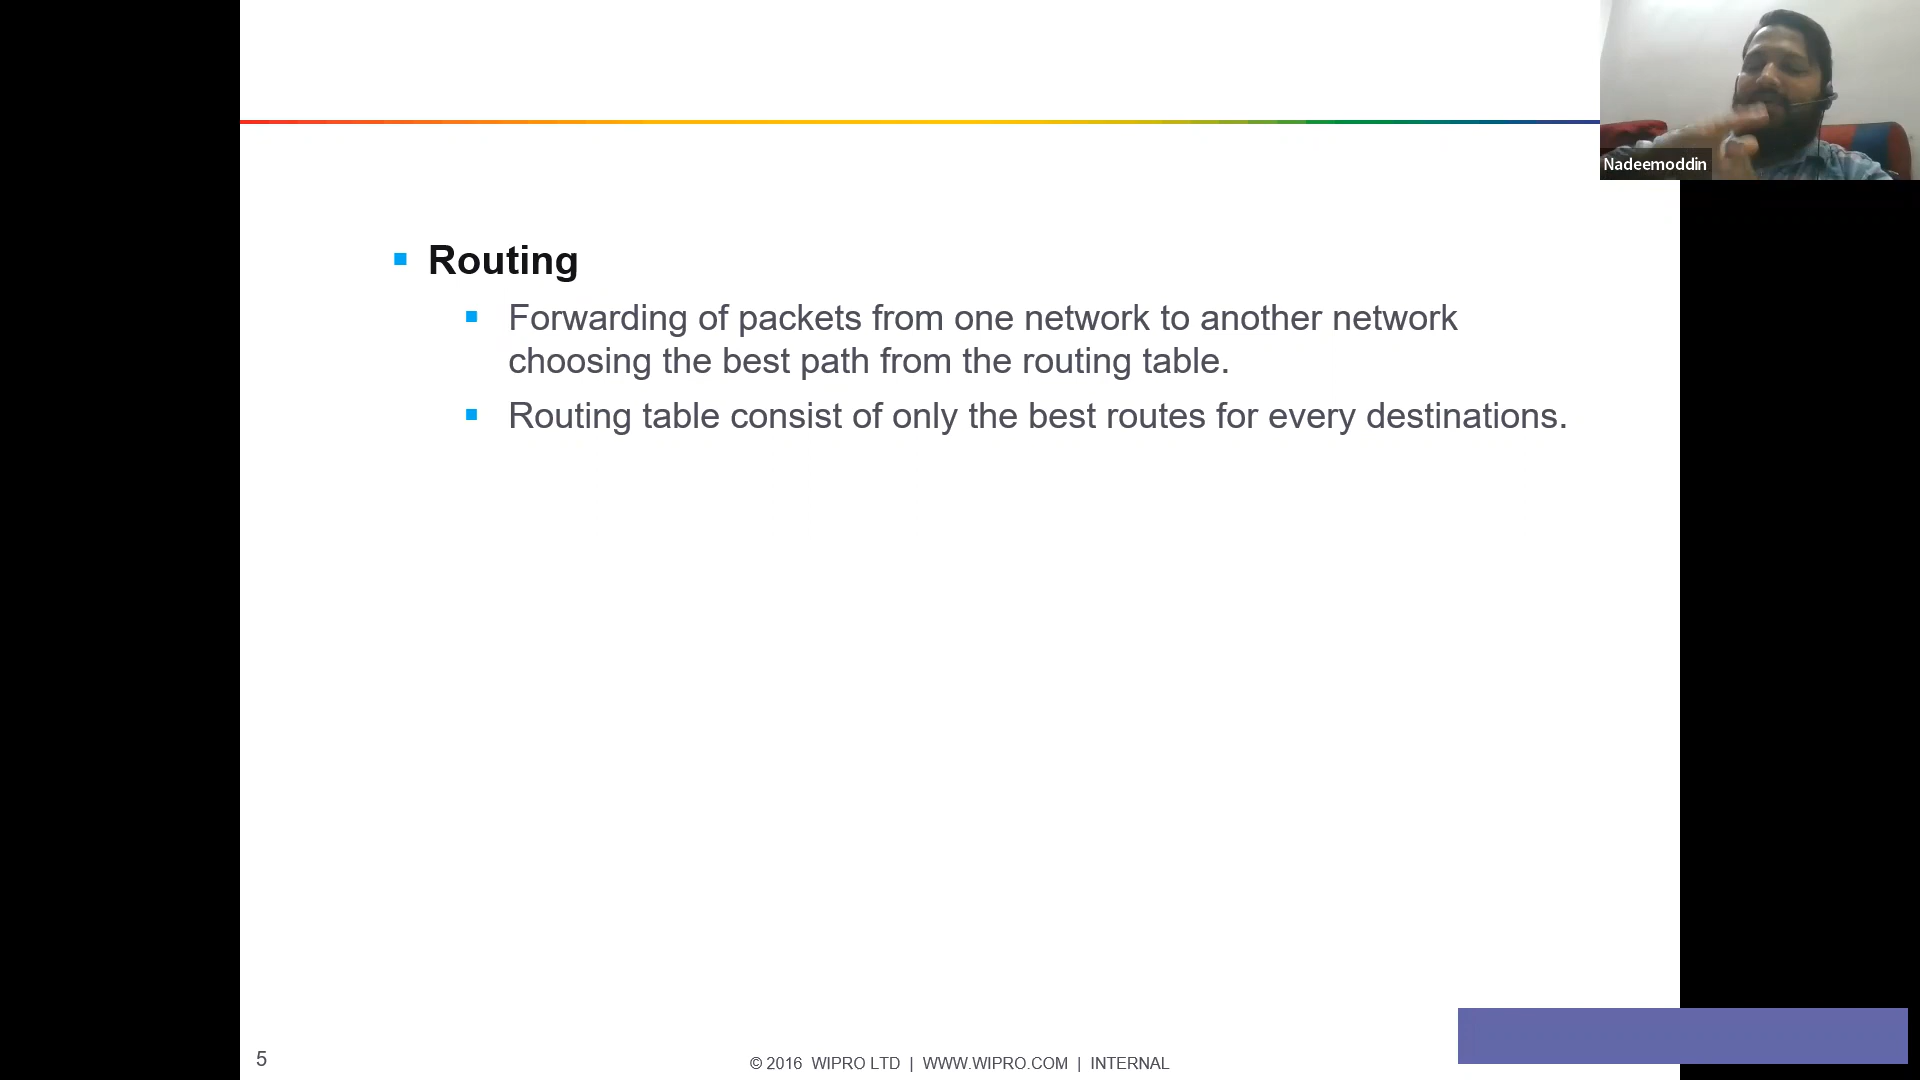 Nadeemoddin
Routing
Forwarding of packets from one network to another network
choosing the best path from the routing table.
Routing table consist of only the best routes for every destinations.
5
© 2016 WIPRO LTD | WWW.WIPRO.COM | INTERNAL